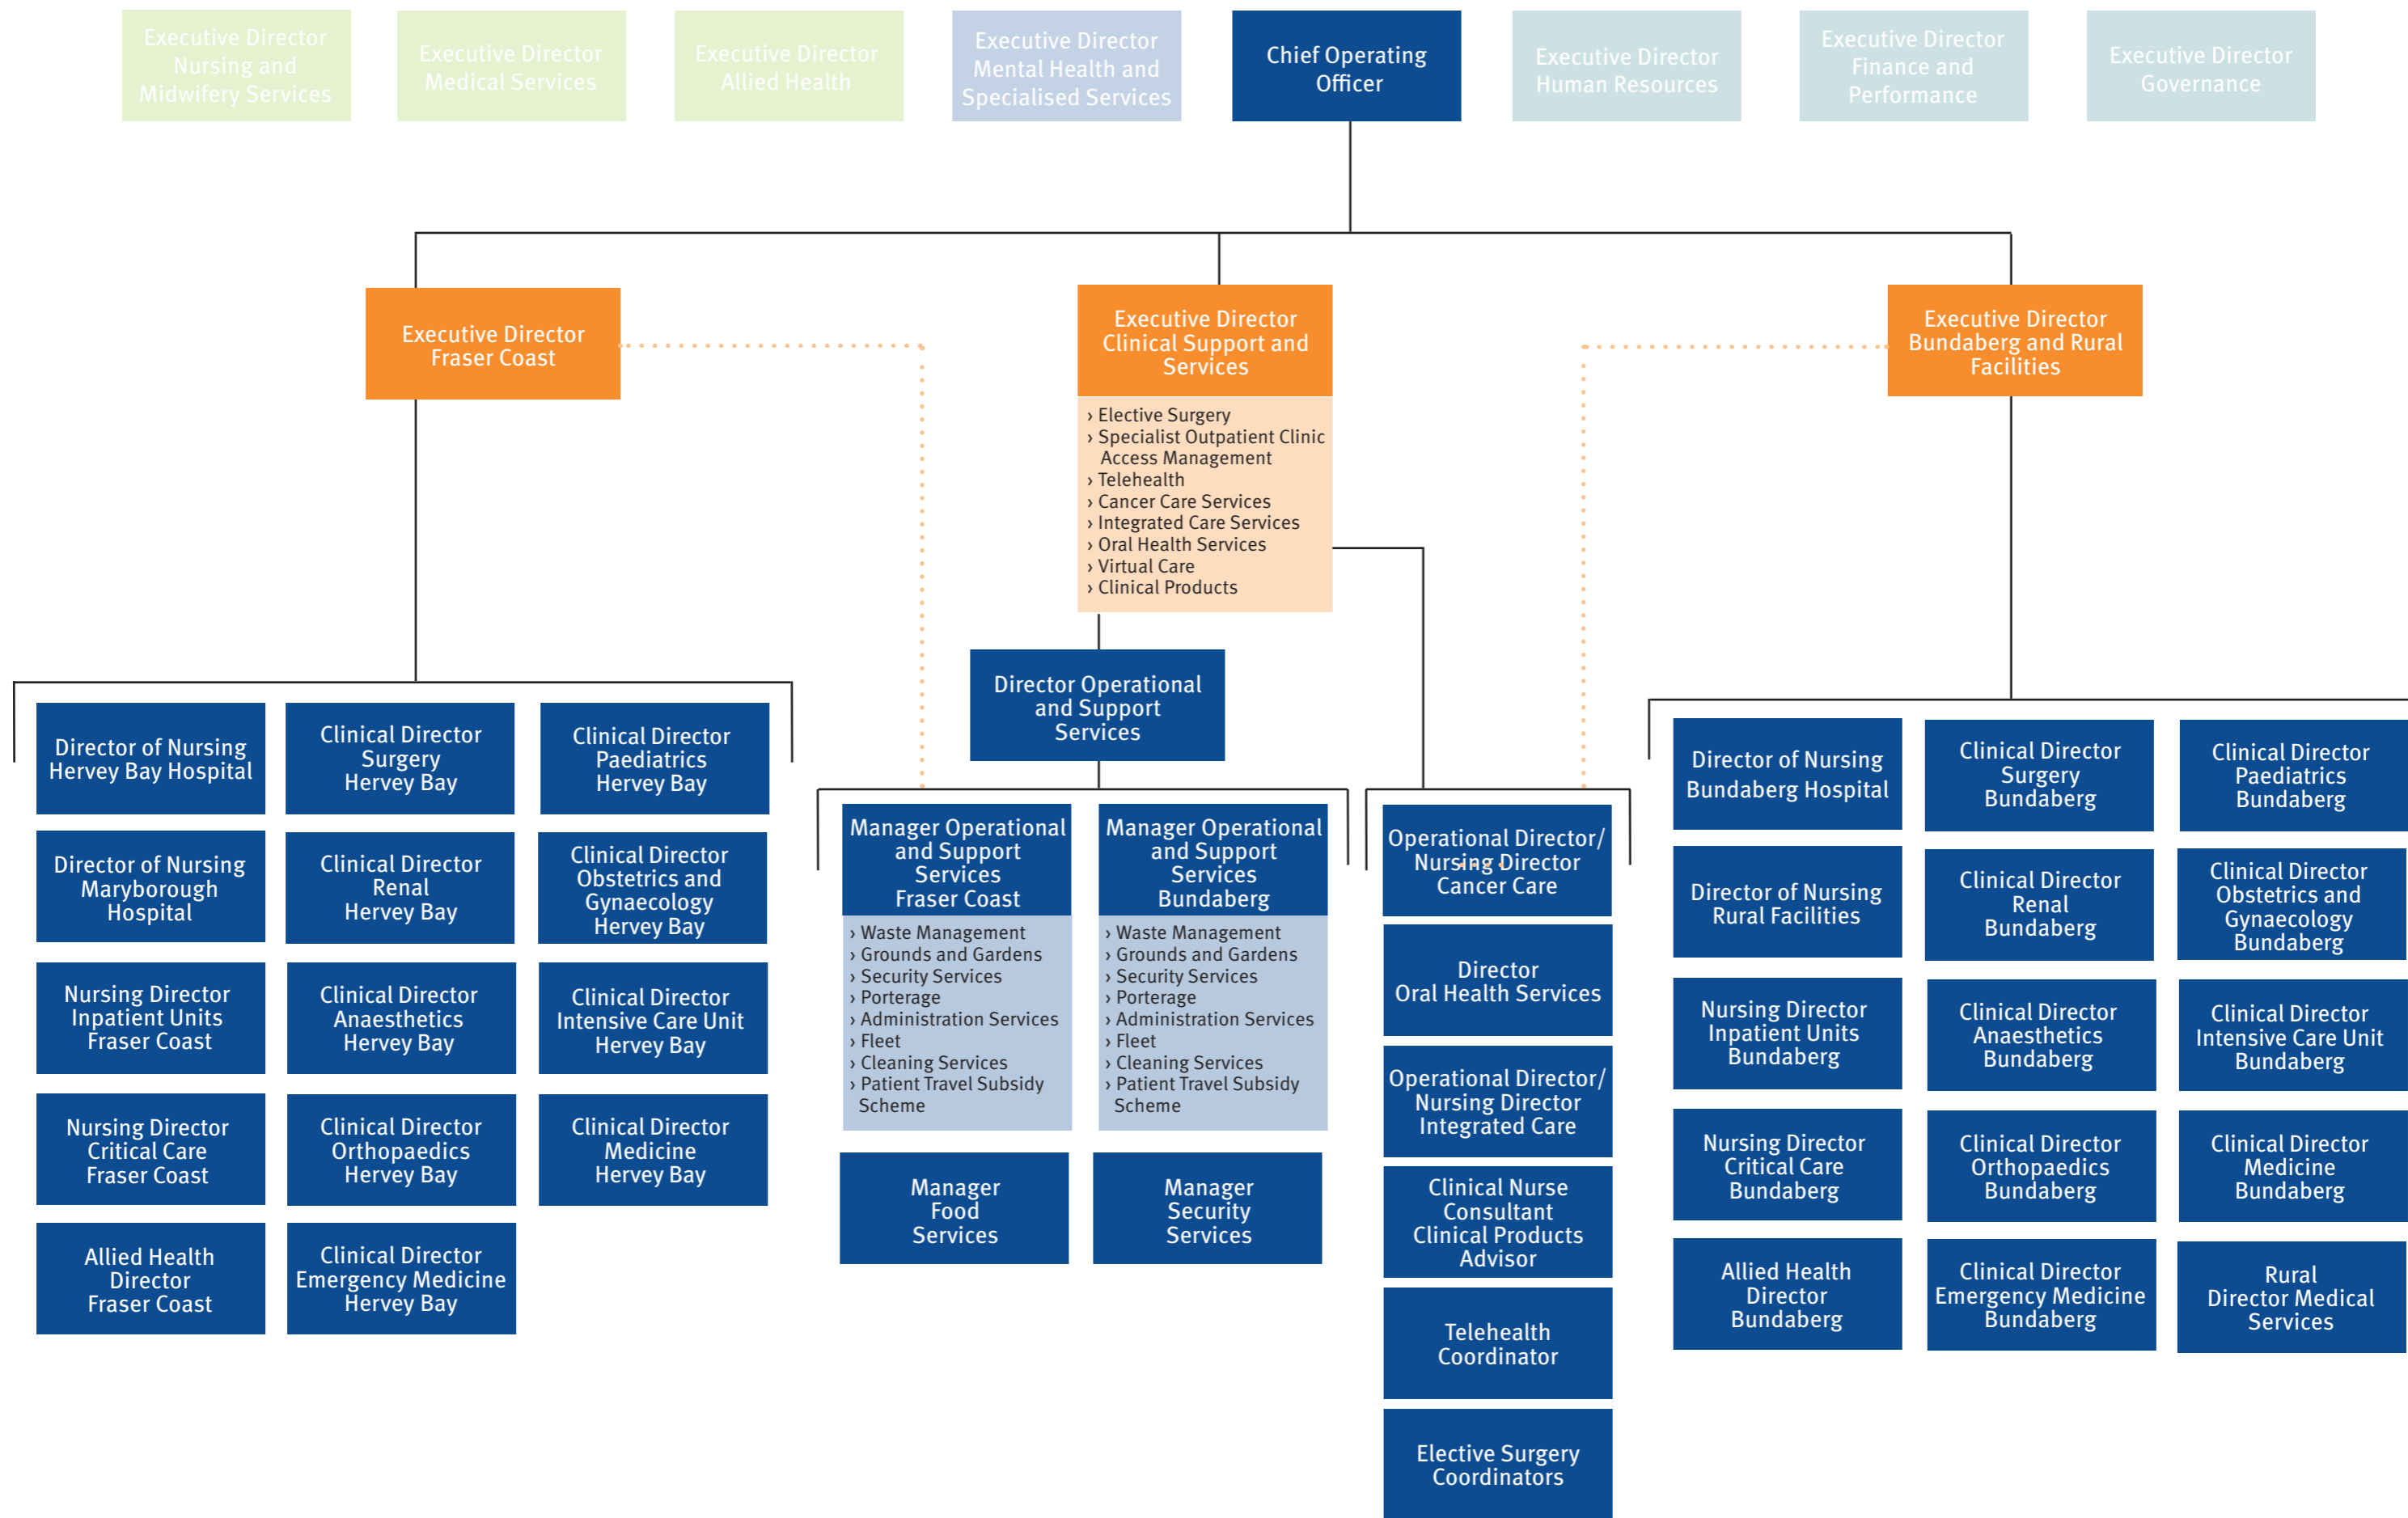 Executive Director
Nursing and
Midwifery Services
Executive Director
Medical Services
Executive Director
Allied Health
Executive Director
Mental Health and
Specialised Services
Chief Operating
Officer
Executive Director
Human Resources
Executive Director
Finance and
Performance
Executive Director
Governance
Executive Director
Fraser Coast
Executive Director
Clinical Support and
Services
› Elective Surgery
› Specialist Outpatient Clinic
Access Management
› Telehealth
› Cancer Care Services
› Integrated Care Services
› Oral Health Services
› Virtual Care
› Clinical Products
Executive Director
Bundaberg and Rural
Facilities
Director Operational
and Support
Services
Director of Nursing
Hervey Bay Hospital
Clinical Director
Surgery
Hervey Bay
Clinical Director
Paediatrics
Hervey Bay
Director of Nursing
Maryborough
Hospital
Clinical Director
Renal
Hervey Bay
Clinical Director
Obstetrics and
Gynaecology
Hervey Bay
Nursing Director
Inpatient Units
Fraser Coast
Clinical Director
Anaesthetics
Hervey Bay
Clinical Director
Intensive Care Unit
Hervey Bay
Nursing Director
Critical Care
Fraser Coast
Clinical Director
Orthopaedics
Hervey Bay
Clinical Director
Medicine
Hervey Bay
Allied Health
Director
Fraser Coast
Clinical Director
Emergency Medicine
Hervey Bay
Manager Operational
and Support
Services
Fraser Coast
› Waste Management
› Grounds and Gardens
› Security Services
› Porterage
› Administration Services
› Fleet
› Cleaning Services
› Patient Travel Subsidy
Scheme
Manager Operational
and Support
Services
Bundaberg
› Waste Management
› Grounds and Gardens
› Security Services
› Porterage
› Administration Services
› Fleet
› Cleaning Services
› Patient Travel Subsidy
Scheme
Manager
Food
Services
Manager
Security
Services
Operational Director/
Nursing Director
Cancer Care
Director
Oral Health Services
Operational Director/
Nursing Director
Integrated Care
Clinical Nurse
Consultant
Clinical Products
Advisor
Telehealth
Coordinator
Elective Surgery
Coordinators
Director of Nursing
Bundaberg Hospital
Clinical Director
Surgery
Bundaberg
Clinical Director
Paediatrics
Bundaberg
Director of Nursing
Rural Facilities
Clinical Director
Renal
Bundaberg
Clinical Director
Obstetrics and
Gynaecology
Bundaberg
Nursing Director
Inpatient Units
Bundaberg
Clinical Director
Anaesthetics
Bundaberg
Clinical Director
Intensive Care Unit
Bundaberg
Nursing Director
Critical Care
Bundaberg
Clinical Director
Orthopaedics
Bundaberg
Clinical Director
Medicine
Bundaberg
Allied Health
Director
Bundaberg
Clinical Director
Emergency Medicine
Bundaberg
Rural
Director Medical
Services